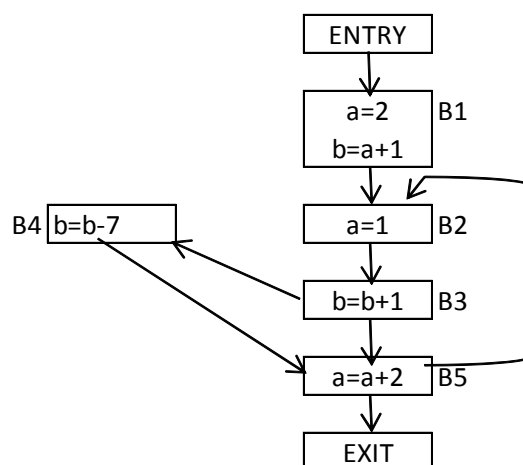 ENTRY
a=2 B1
b=a+1
B4 b=b-7
a=1 B2
b=b+1 B3
a=a+2 B5
EXIT